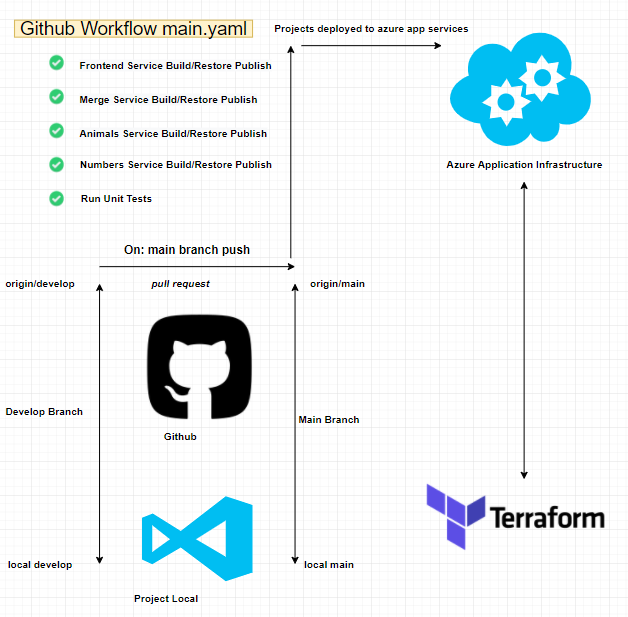 Github Workflow main.yaml
Projects deployed to azure app services
Frontend Service Build/Restore Publish
Merge Service Build/Restore Publish
Animals Service Build/Restore Publish
Numbers Service Build/Restore Publish
Run Unit Tests
Azure Application Infrastructure
On: main branch push
origin/develop
pull request
origin/main
Develop Branch
Main Branch
Github
Terraform
local develop
local main
Project Local